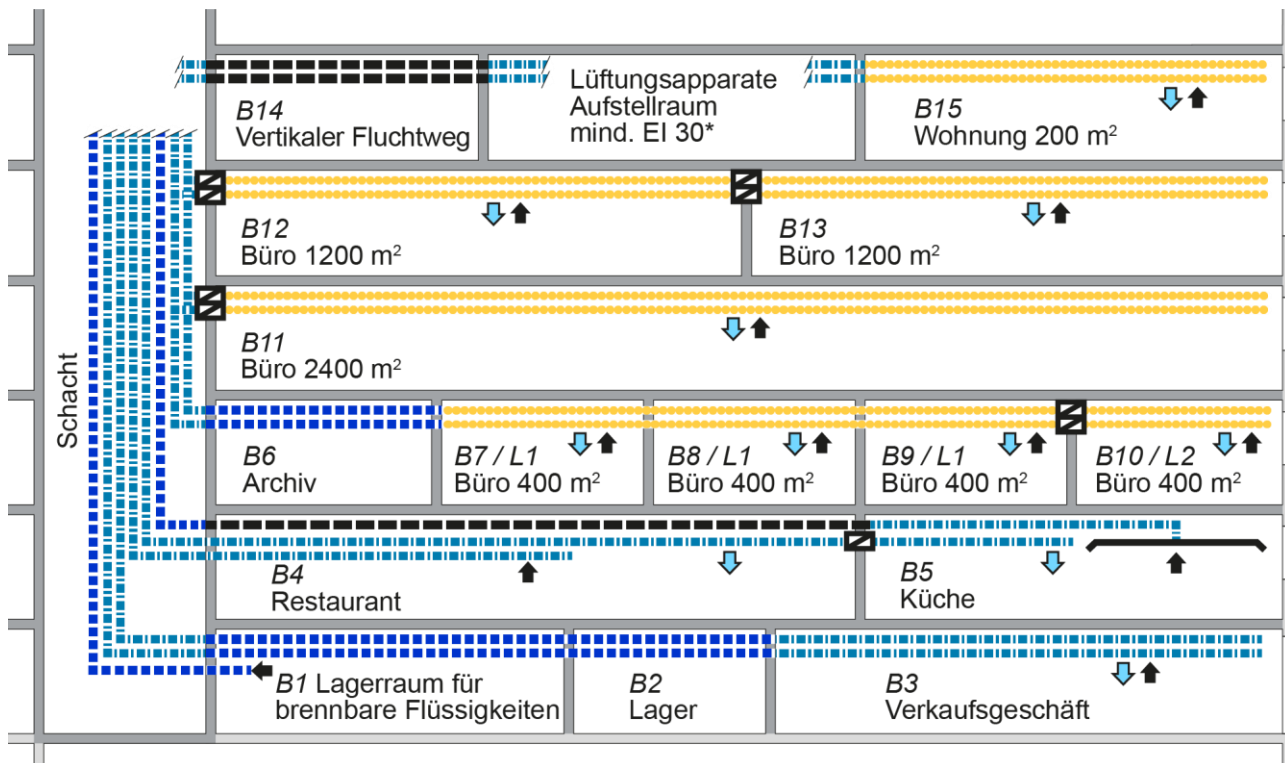 B14
Vertikaler Fluchtweg
Lüftungsapparate
Aufstellraum
mind. EI 30*
B15
Wohnung 200 m²
B12
Büro 1200 m²
B13
Büro 1200 m²
B11
Büro 2400 m²
Schacht
B6
Archiv
B7 / L1
Büro 400 m²
B8 / L1
Büro 400 m²
B9 / L1
Büro 400 m²
B10 / L2
Büro 400 m²
B4
Restaurant
B5
Küche
B1 Lagerraum für
brennbare Flüssigkeiten
B2
Lager
B3
Verkaufsgeschäft